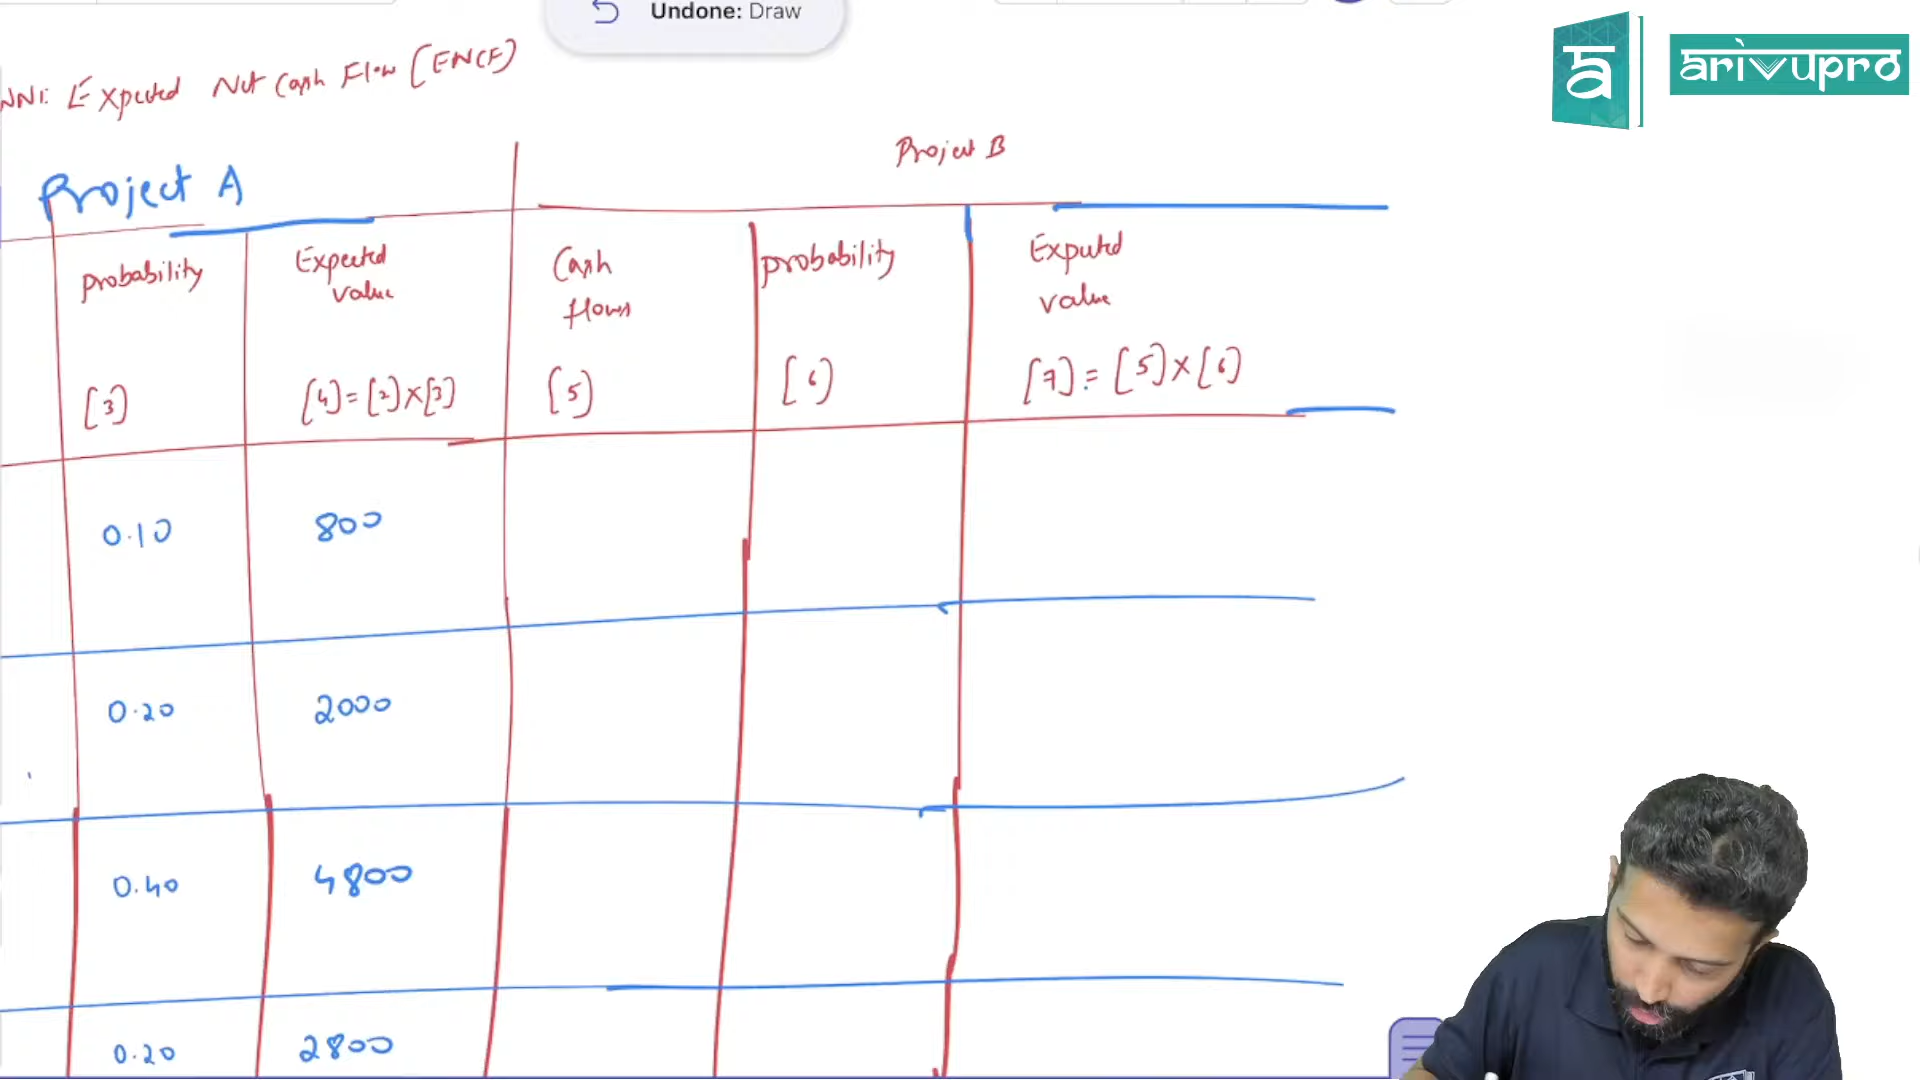 Undone: Draw
ā arivupro
WN1: Expected Net Cash Flow (ENCF)
Project A
Project B
probability
Expected value
Cash flows
probability
Expected value
[3]
[4]=[2]×[3]
[5]
[6]
[7]=[5]×[6]
0.10
800
0.20
2000
0.40
4800
0.20
2800